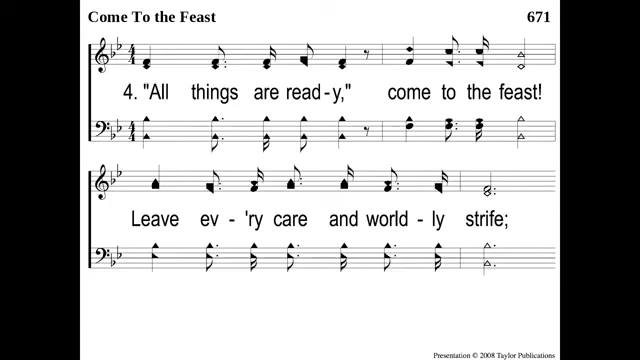 Come To the Feast 671
4. "All things are read-y," come to the feast!
Leave ev-'ry care and world-ly strife;
Presentation © 2008 Taylor Publications